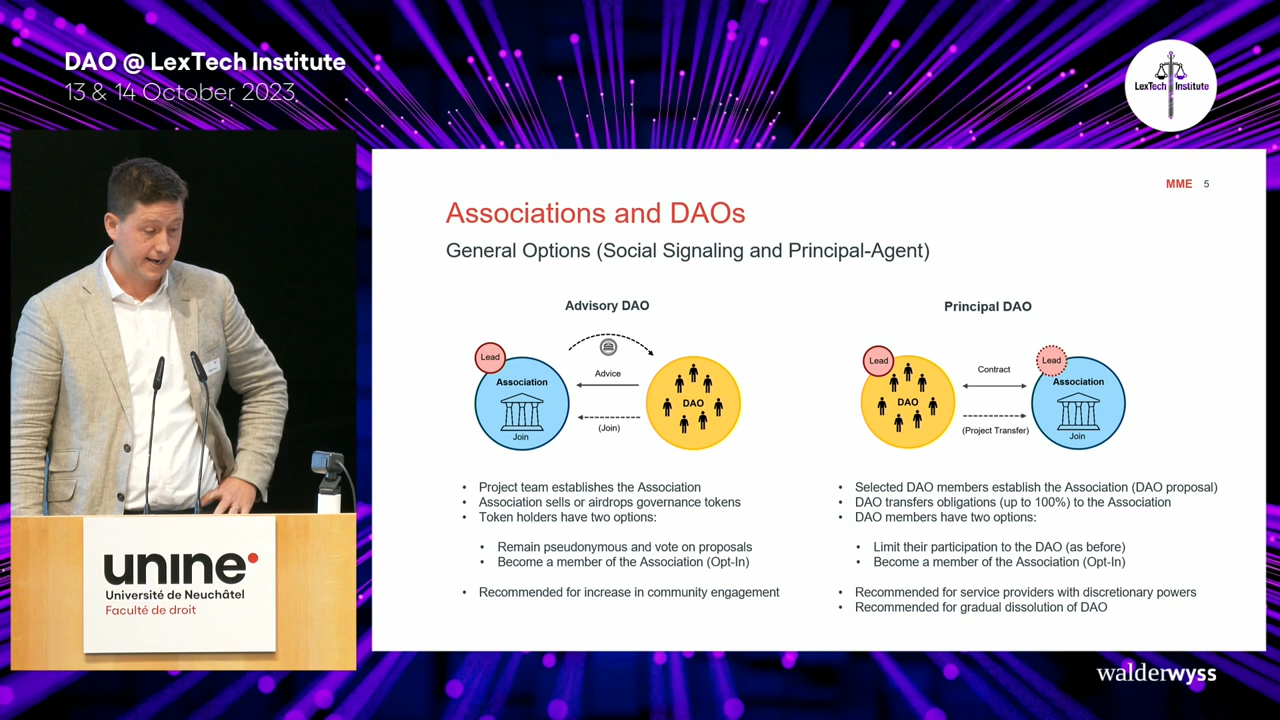 DAO @ LexTech Institute
13 & 14 October 2023
LexTech Institute
MME 5
Associations and DAOs
General Options (Social Signaling and Principal-Agent)
Advisory DAO
Lead
Association
Join
Advice
(Join)
DAO
Principal DAO
Lead
DAO
Contract
(Project Transfer)
Lead
Association
Join
• Project team establishes the Association
• Association sells or airdrops governance tokens
• Token holders have two options:
• Remain pseudonymous and vote on proposals
• Become a member of the Association (Opt-In)
• Recommended for increase in community engagement
• Selected DAO members establish the Association (DAO proposal)
• DAO transfers obligations (up to 100%) to the Association
• DAO members have two options:
• Limit their participation to the DAO (as before)
• Become a member of the Association (Opt-In)
• Recommended for service providers with discretionary powers
• Recommended for gradual dissolution of DAO
unine
Université de Neuchâtel
Faculté de droit
walderwyss